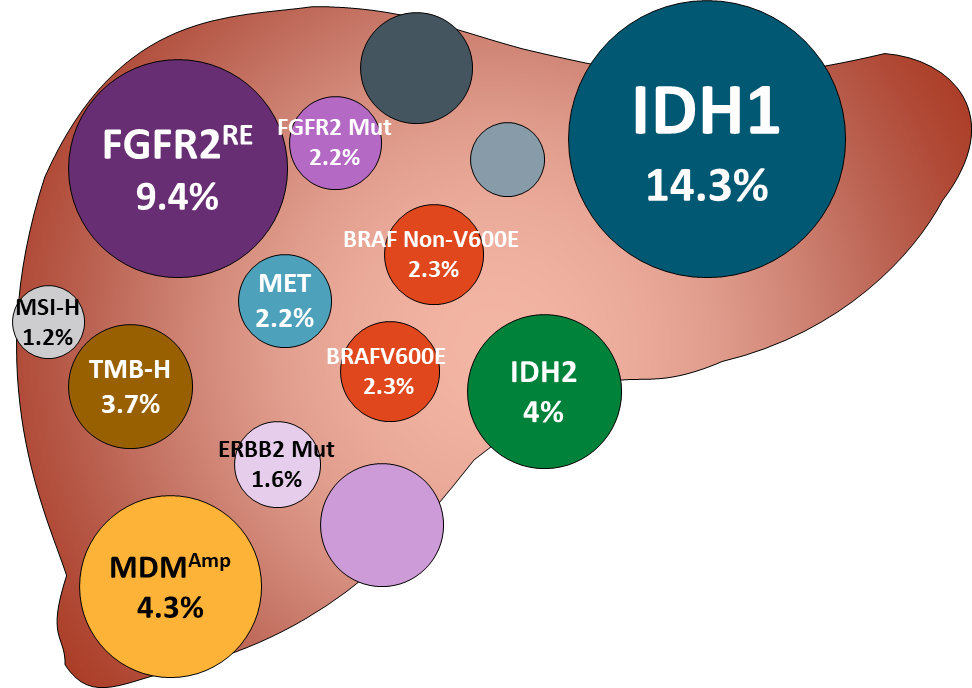 IDH1
14.3%
FGFR2RE
9.4%
FGFR2 Mut
2.2%
BRAF Non-V600E
2.3%
MET
2.2%
MSI-H
1.2%
BRAFV600E
2.3%
TMB-H
3.7%
IDH2
4%
ERBB2 Mut
1.6%
MDMAmp
4.3%